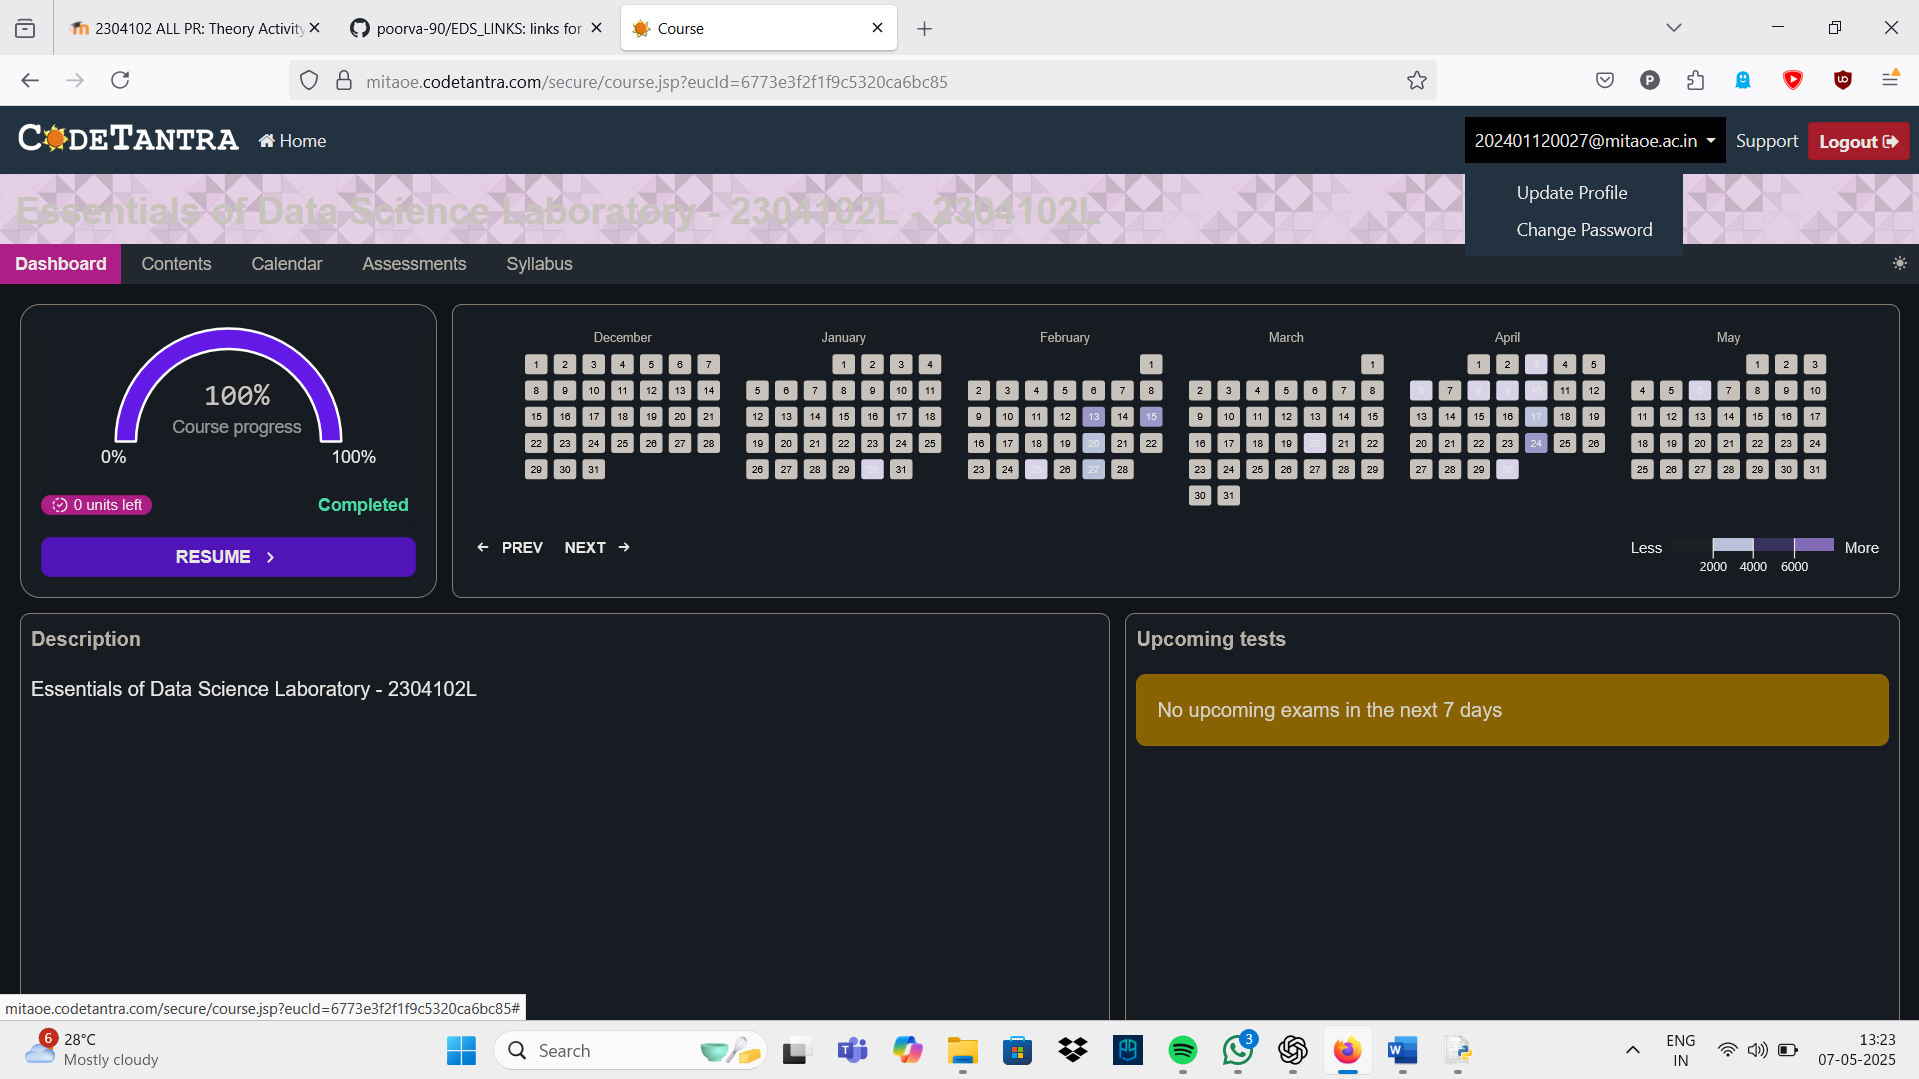 2304102 ALL PR: Theory Activity
poorva-90/EDS_LINKS: links for
Course
mitaoe.codetantra.com/secure/course.jsp?eucId=6773e3f2f1f9c5320ca6bc85
CODETANTRA
Home
202401120027@mitaoe.ac.in
Support
Logout
Update Profile
Change Password
Essentials of Data Science Laboratory - 2304102L - 2304102L
Dashboard
Contents
Calendar
Assessments
Syllabus
100%
Course progress
0%
100%
0 units left
Completed
RESUME
December
1 2 3 4 5 6 7
8 9 10 11 12 13 14
15 16 17 18 19 20 21
22 23 24 25 26 27 28
29 30 31
January
1 2 3 4
5 6 7 8 9 10 11
12 13 14 15 16 17 18
19 20 21 22 23 24 25
26 27 28 29 30 31
February
1
2 3 4 5 6 7 8
9 10 11 12 13 14 15
16 17 18 19 20 21 22
23 24 25 26 27 28
March
1
2 3 4 5 6 7 8
9 10 11 12 13 14 15
16 17 18 19 20 21 22
23 24 25 26 27 28 29
30 31
April
1 2 3 4 5
6 7 8 9 10 11 12
13 14 15 16 17 18 19
20 21 22 23 24 25 26
27 28 29 30
May
1 2 3
4 5 6 7 8 9 10
11 12 13 14 15 16 17
18 19 20 21 22 23 24
25 26 27 28 29 30 31
PREV
NEXT
Less
More
2000 4000 6000
Description
Essentials of Data Science Laboratory - 2304102L
Upcoming tests
No upcoming exams in the next 7 days
mitaoe.codetantra.com/secure/course.jsp?eucId=6773e3f2f1f9c5320ca6bc85#
6
28°C
Mostly cloudy
Search
3
ENG
IN
13:23
07-05-2025